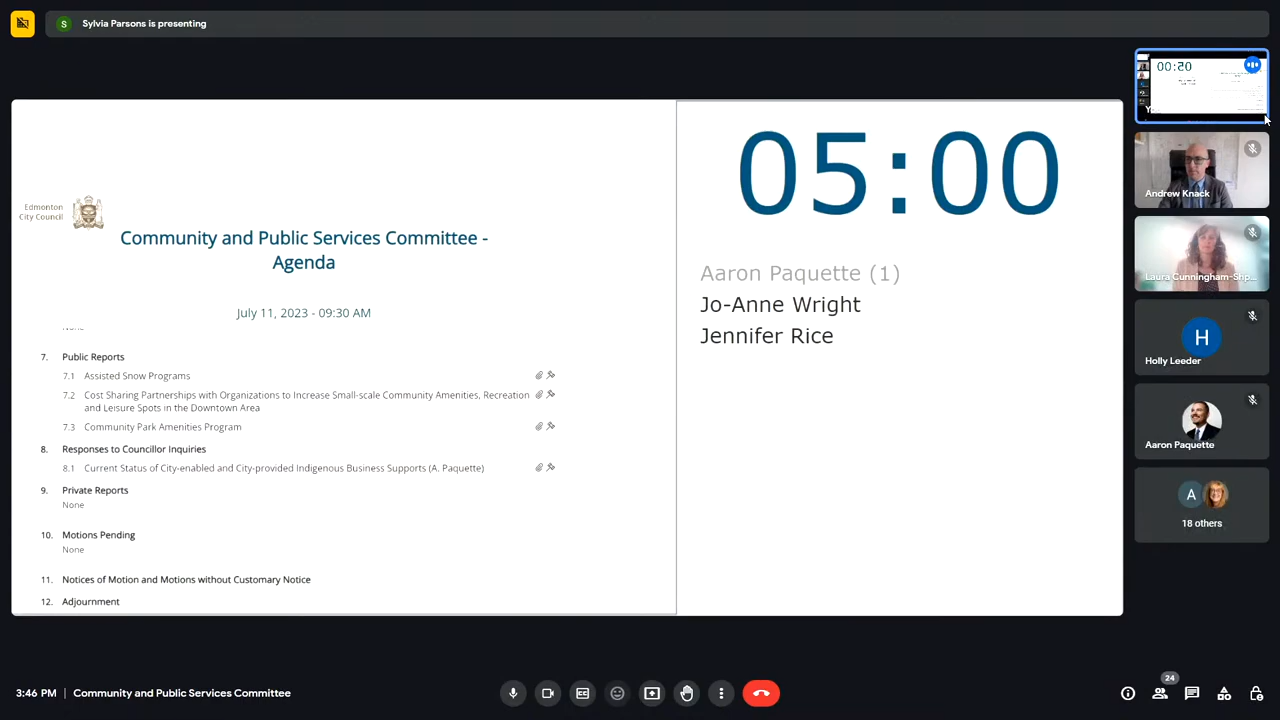 S Sylvia Parsons is presenting
Edmonton
City Council
Community and Public Services Committee -
Agenda
July 11, 2023 - 09:30 AM
None
7. Public Reports
7.1 Assisted Snow Programs
7.2 Cost Sharing Partnerships with Organizations to Increase Small-scale Community Amenities, Recreation
and Leisure Spots in the Downtown Area
7.3 Community Park Amenities Program
8. Responses to Councillor Inquiries
8.1 Current Status of City-enabled and City-provided Indigenous Business Supports (A. Paquette)
9. Private Reports
None
10. Motions Pending
None
11. Notices of Motion and Motions without Customary Notice
12. Adjournment
05:00
Aaron Paquette (1)
Jo-Anne Wright
Jennifer Rice
05:00
Andrew Knack
Laura Cunningham-Shp...
H
Holly Leeder
Aaron Paquette
A
18 others
3:46 PM | Community and Public Services Committee
24